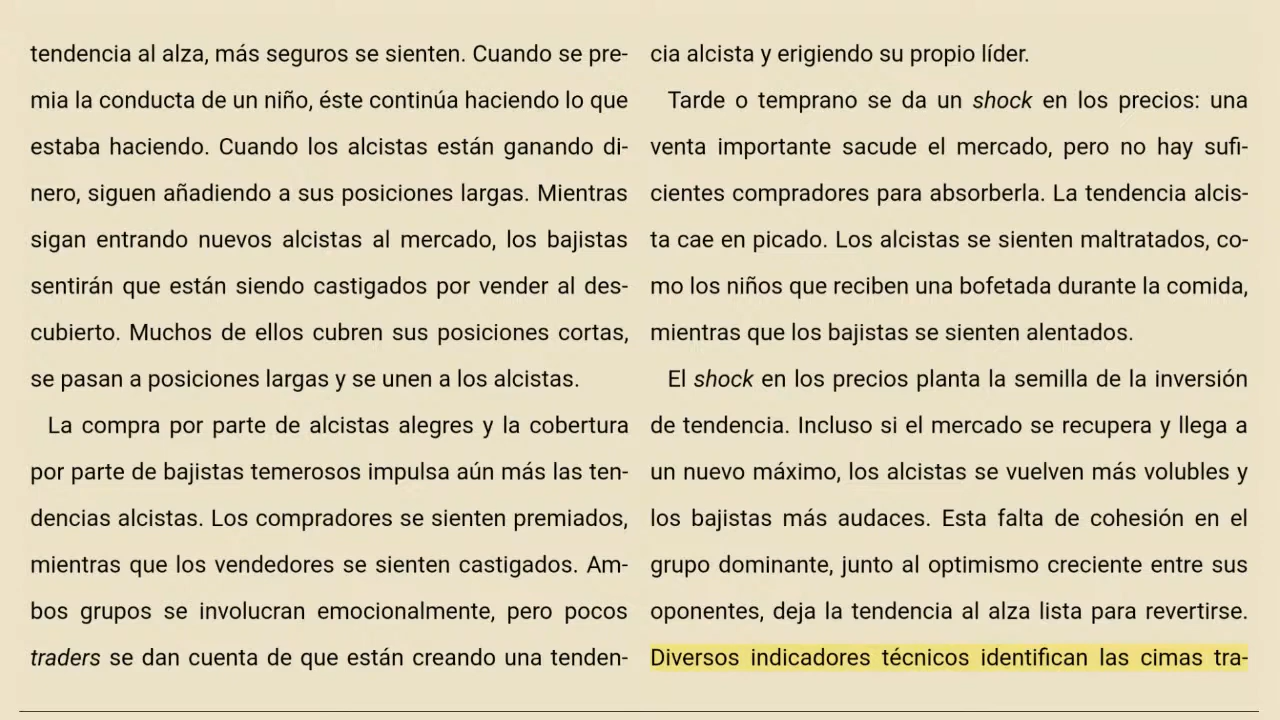 tendencia al alza, más seguros se sienten. Cuando se pre-
mia la conducta de un niño, éste continúa haciendo lo que
estaba haciendo. Cuando los alcistas están ganando di-
nero, siguen añadiendo a sus posiciones largas. Mientras
sigan entrando nuevos alcistas al mercado, los bajistas
sentirán que están siendo castigados por vender al des-
cubierto. Muchos de ellos cubren sus posiciones cortas,
se pasan a posiciones largas y se unen a los alcistas.
La compra por parte de alcistas alegres y la cobertura
por parte de bajistas temerosos impulsa aún más las ten-
dencias alcistas. Los compradores se sienten premiados,
mientras que los vendedores se sienten castigados. Am-
bos grupos se involucran emocionalmente, pero pocos
traders se dan cuenta de que están creando una tenden-
cia alcista y erigiendo su propio líder.
Tarde o temprano se da un shock en los precios: una
venta importante sacude el mercado, pero no hay sufi-
cientes compradores para absorberla. La tendencia alcis-
ta cae en picado. Los alcistas se sienten maltratados, co-
mo los niños que reciben una bofetada durante la comida,
mientras que los bajistas se sienten alentados.
El shock en los precios planta la semilla de la inversión
de tendencia. Incluso si el mercado se recupera y llega a
un nuevo máximo, los alcistas se vuelven más volubles y
los bajistas más audaces. Esta falta de cohesión en el
grupo dominante, junto al optimismo creciente entre sus
oponentes, deja la tendencia al alza lista para revertirse.
Diversos indicadores técnicos identifican las cimas tra-